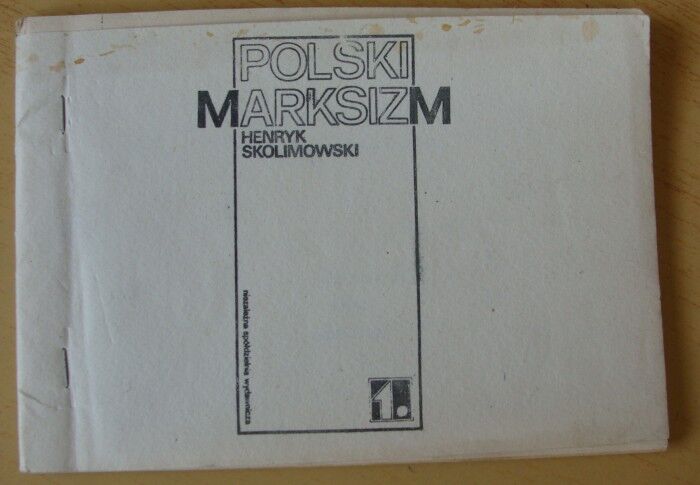 POLSKI
MARKSIZM
HENRYK
SKOLIMOWSKI
niezależna spółdzielnia wydawnicza
1.